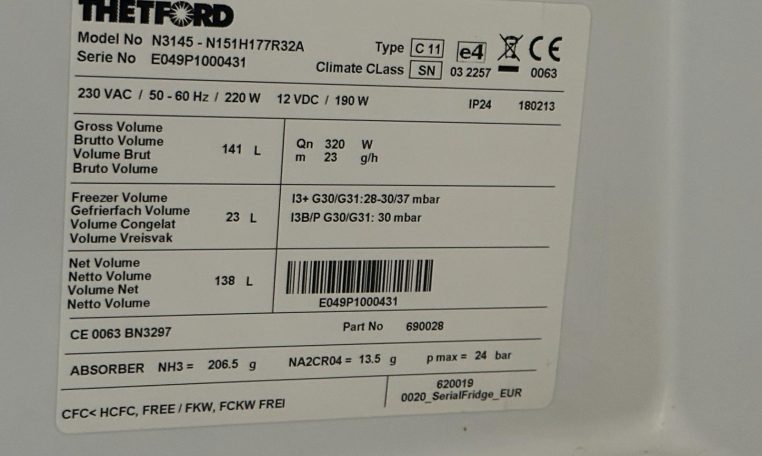 THETFORD
Model No N3145 - N151H177R32A
Serie No E049P1000431
Type C 11
Climate CLass SN
e4
03 2257
CE
0063
230 VAC / 50 - 60 Hz / 220 W 12 VDC / 190 W IP24 180213
Gross Volume
Brutto Volume
Volume Brut
Bruto Volume
141 L
Qn 320 W
m 23 g/h
Freezer Volume
Gefrierfach Volume
Volume Congelat
Volume Vreisvak
23 L
I3+ G30/G31:28-30/37 mbar
I3B/P G30/G31: 30 mbar
Net Volume
Netto Volume
Volume Net
Netto Volume
138 L
E049P1000431
CE 0063 BN3297 Part No 690028
ABSORBER NH3 = 206.5 g NA2CR04 = 13.5 g p max = 24 bar
CFC< HCFC, FREE / FKW, FCKW FREI
620019
0020_SerialFridge_EUR